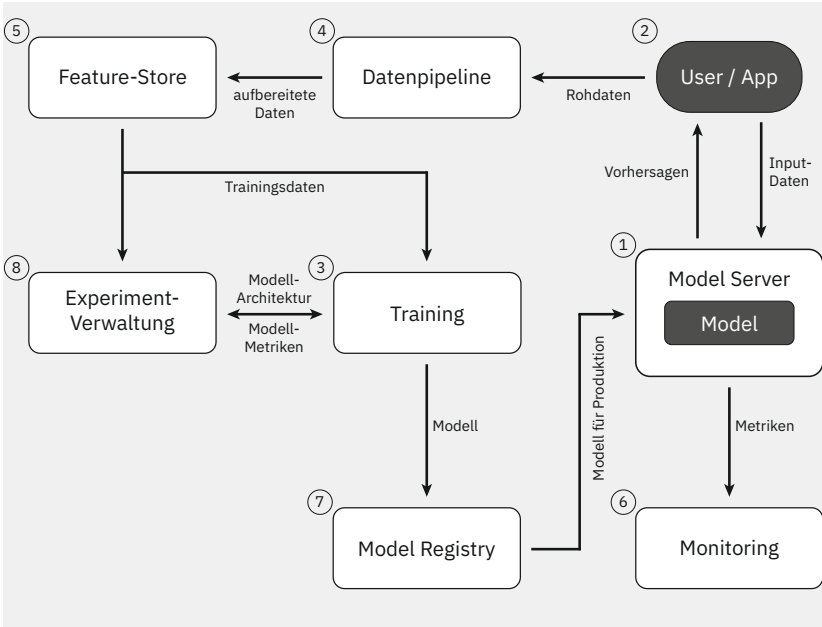 5
Feature-Store
4
Datenpipeline
2
User / App
aufbereitete
Daten
Rohdaten
Trainingsdaten
Vorhersagen
Input-
Daten
8
Experiment-
Verwaltung
Modell-
Architektur
Modell-
Metriken
3
Training
1
Model Server
Model
Modell
Modell für Produktion
Metriken
7
Model Registry
6
Monitoring